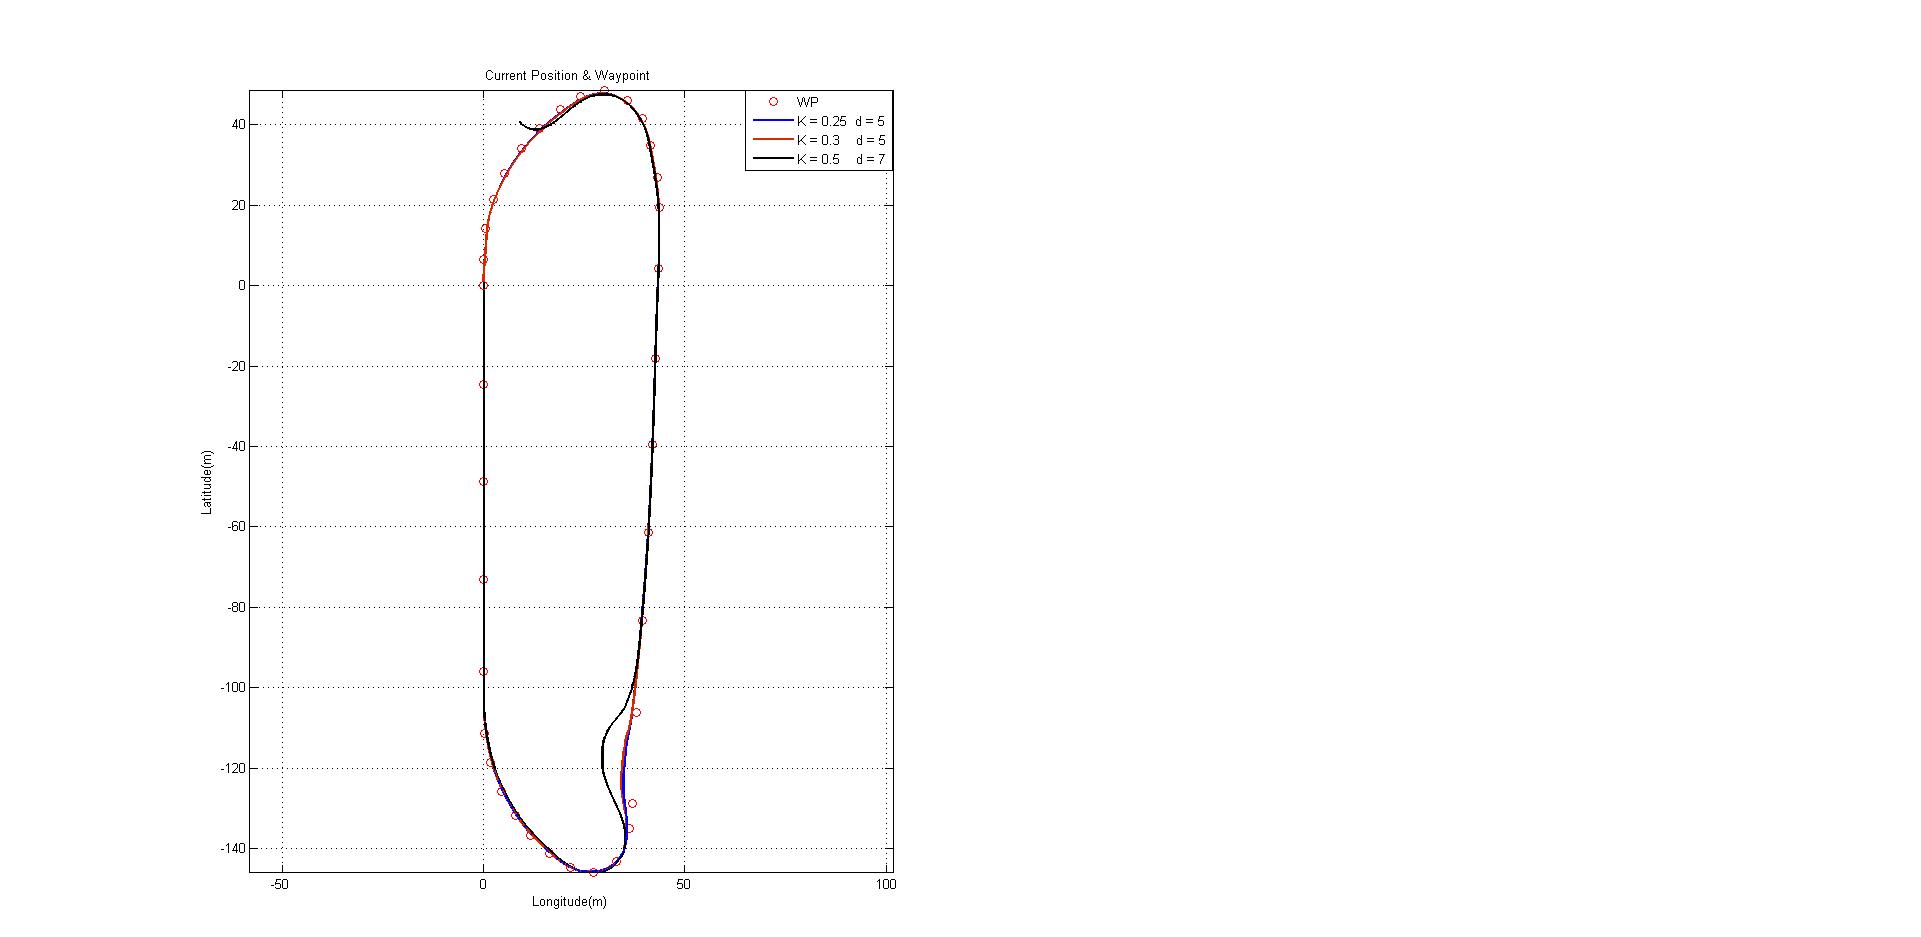 Current Position & Waypoint
WP
K = 0.25 d = 5
K = 0.3 d = 5
K = 0.5 d = 7
40
20
0
-20
-40
-60
-80
-100
-120
-140
Latitude(m)
-50
0
50
100
Longitude(m)